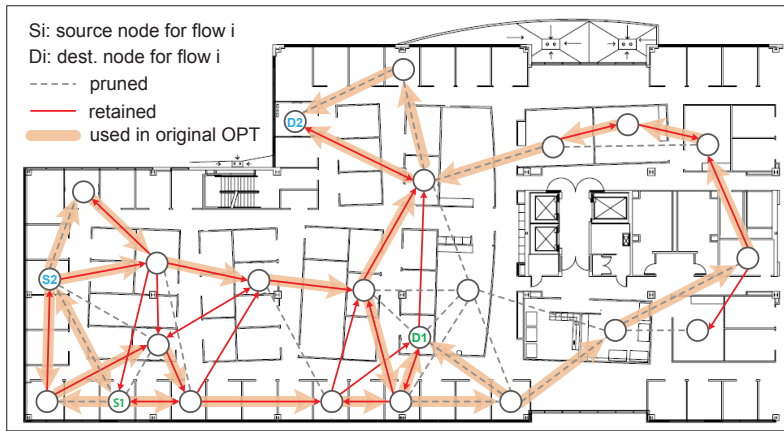 Si: source node for flow i
Di: dest. node for flow i
pruned
retained
used in original OPT
D2
S2
D1
S1